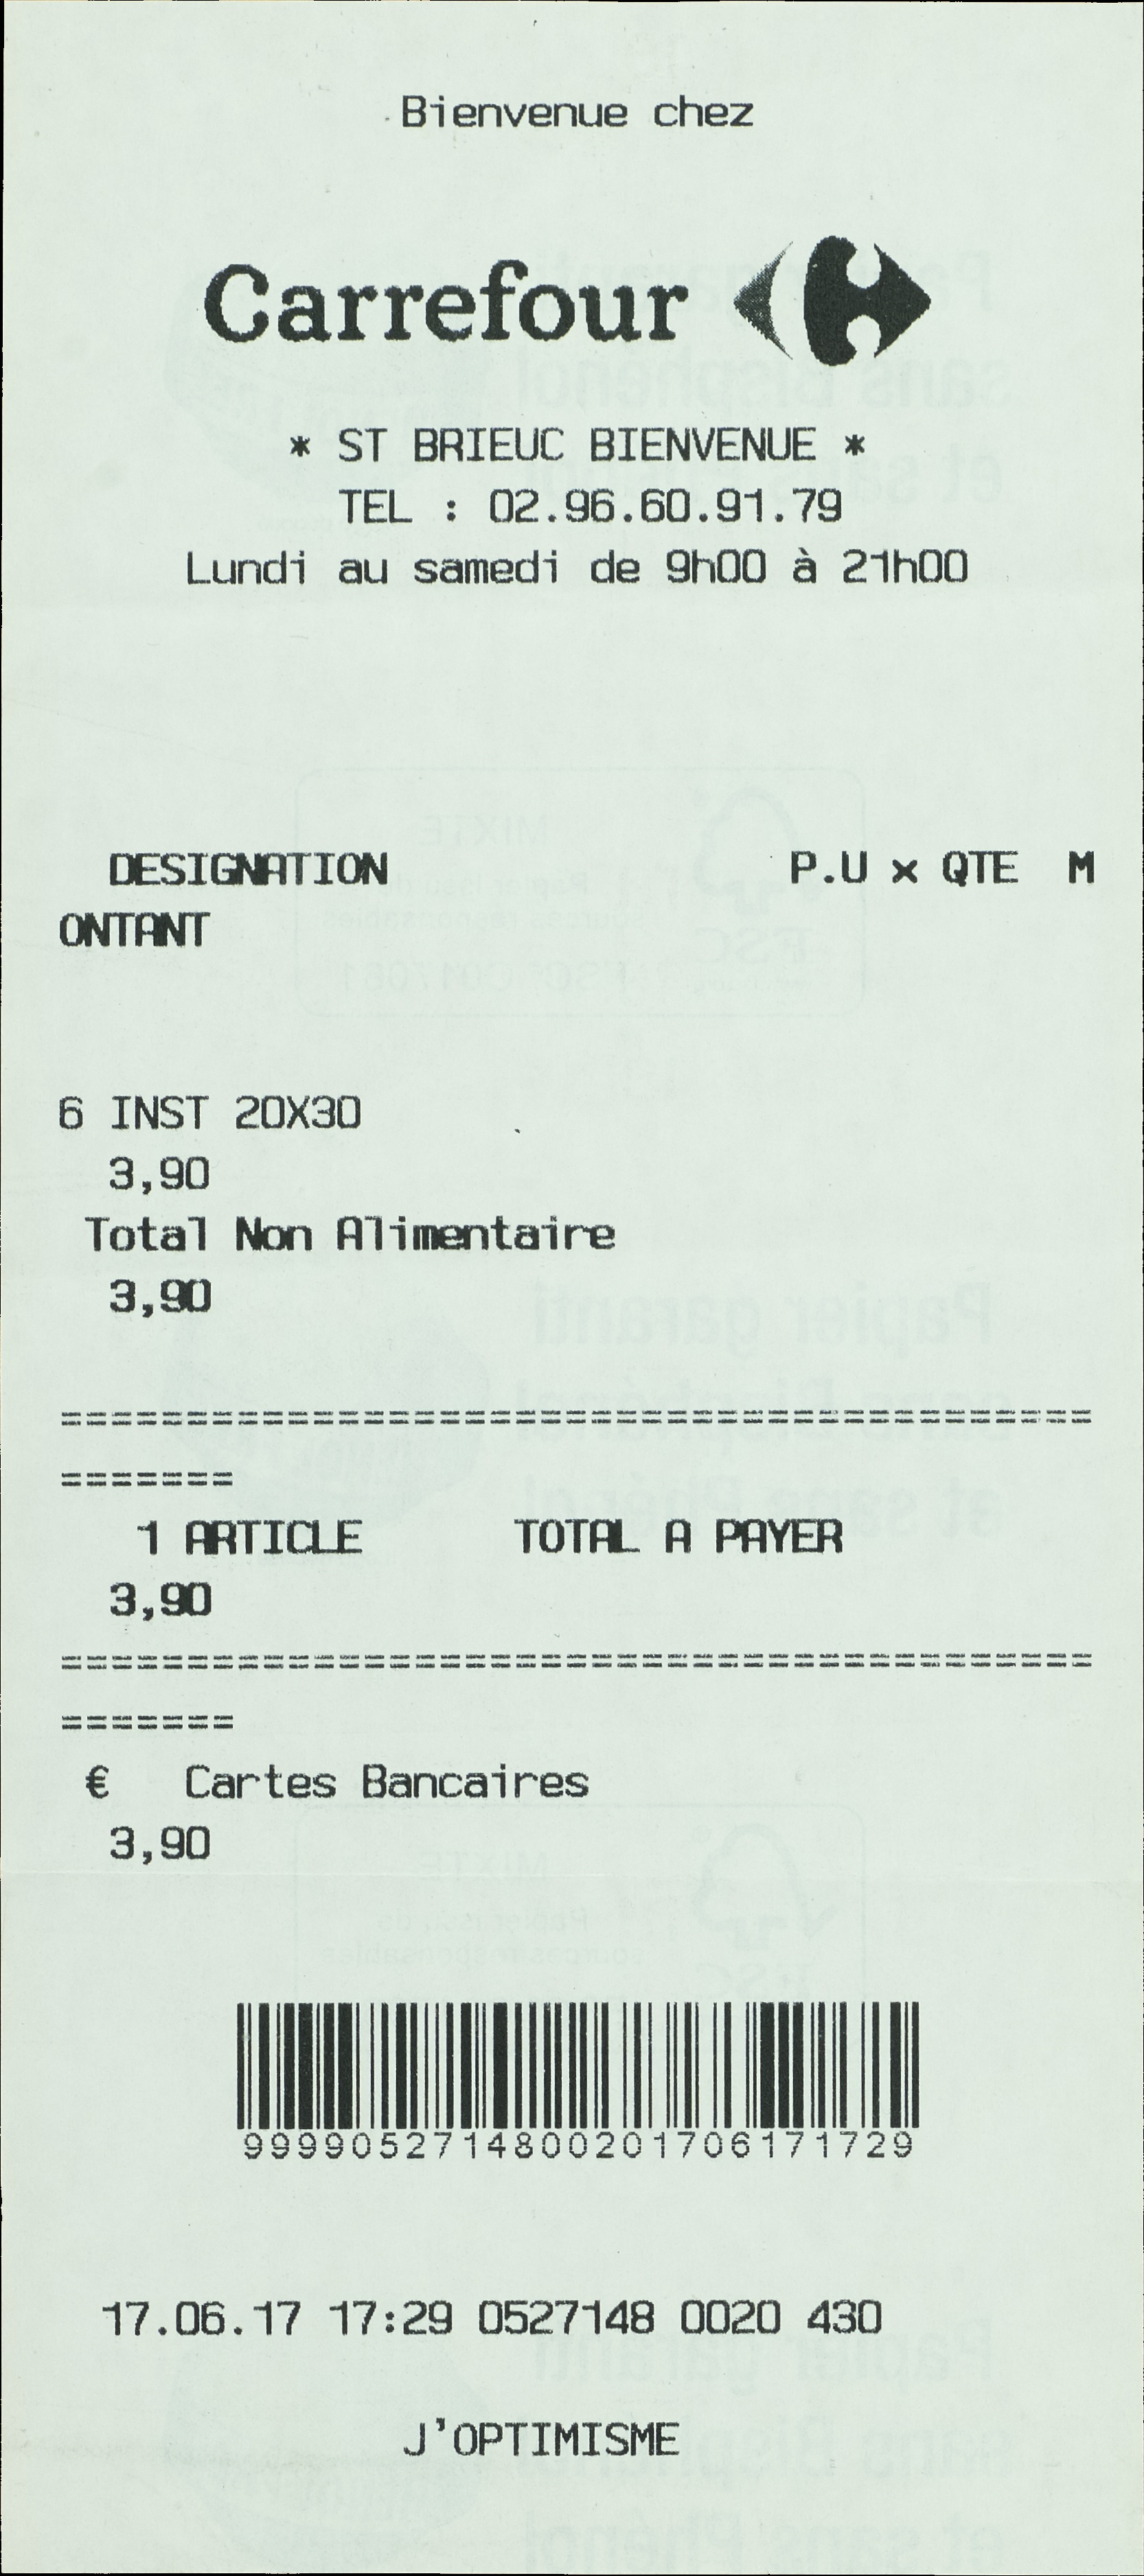 Bienvenue chez
Carrefour
* ST BRIEUC BIENVENUE *
TEL : 02.96.60.91.79
Lundi au samedi de 9h00 à 21h00
DESIGNATION P.U x QTE M
ONTANT
6 INST 20X30
3,90
Total Non Alimentaire
3,90
=========================================
=======
1 ARTICLE TOTAL A PAYER
3,90
=========================================
=======
€ Cartes Bancaires
3,90
9999052714800201706171729
17.06.17 17:29 0527148 0020 430
J'OPTIMISME